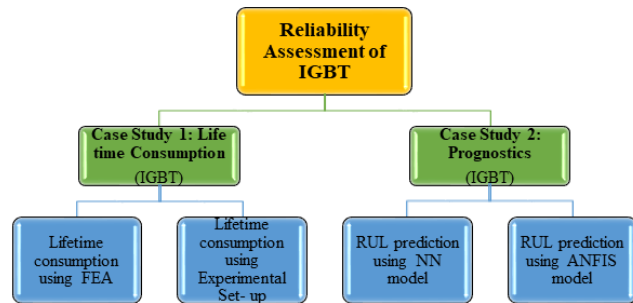 Reliability
Assessment of
IGBT
Case Study 1: Life
time Consumption
(IGBT)
Case Study 2:
Prognostics
(IGBT)
Lifetime
consumption
using FEA
Lifetime
consumption
using
Experimental
Set- up
RUL prediction
using NN
model
RUL prediction
using ANFIS
model